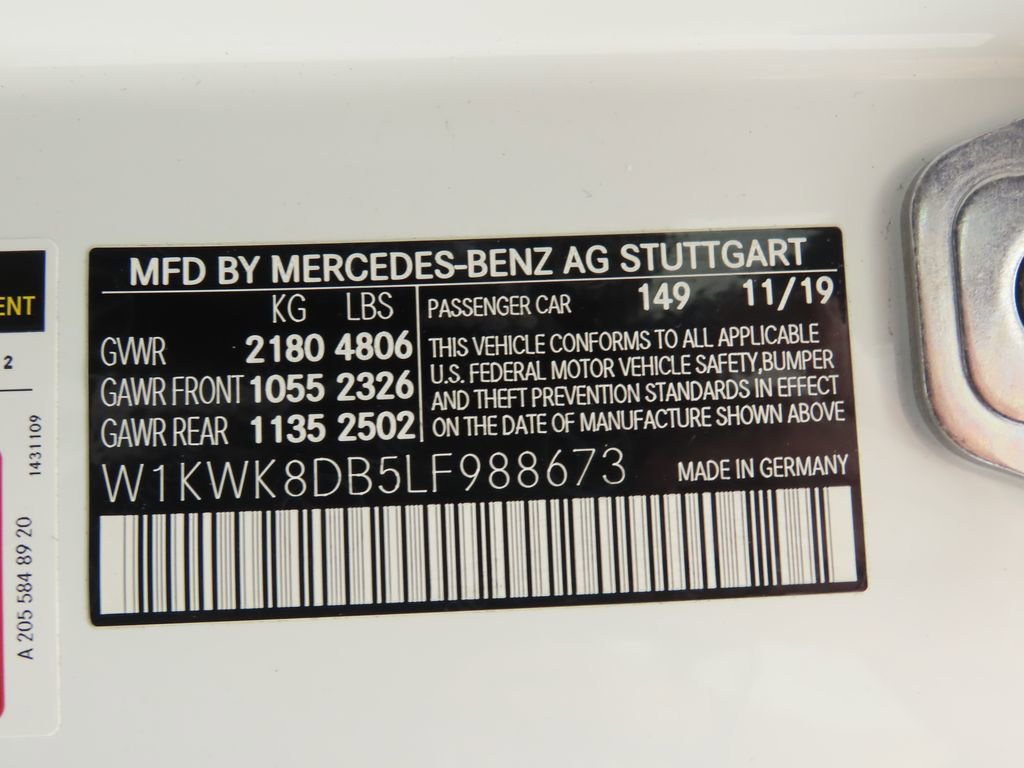 MFD BY MERCEDES-BENZ AG STUTTGART
KG LBS
GVWR 2180 4806
GAWR FRONT 1055 2326
GAWR REAR 1135 2502
PASSENGER CAR 149 11/19
THIS VEHICLE CONFORMS TO ALL APPLICABLE
U.S. FEDERAL MOTOR VEHICLE SAFETY,BUMPER
AND THEFT PREVENTION STANDARDS IN EFFECT
ON THE DATE OF MANUFACTURE SHOWN ABOVE
W1KWK8DB5LF988673 MADE IN GERMANY
ENT
2
1431109
A 205 584 89 20